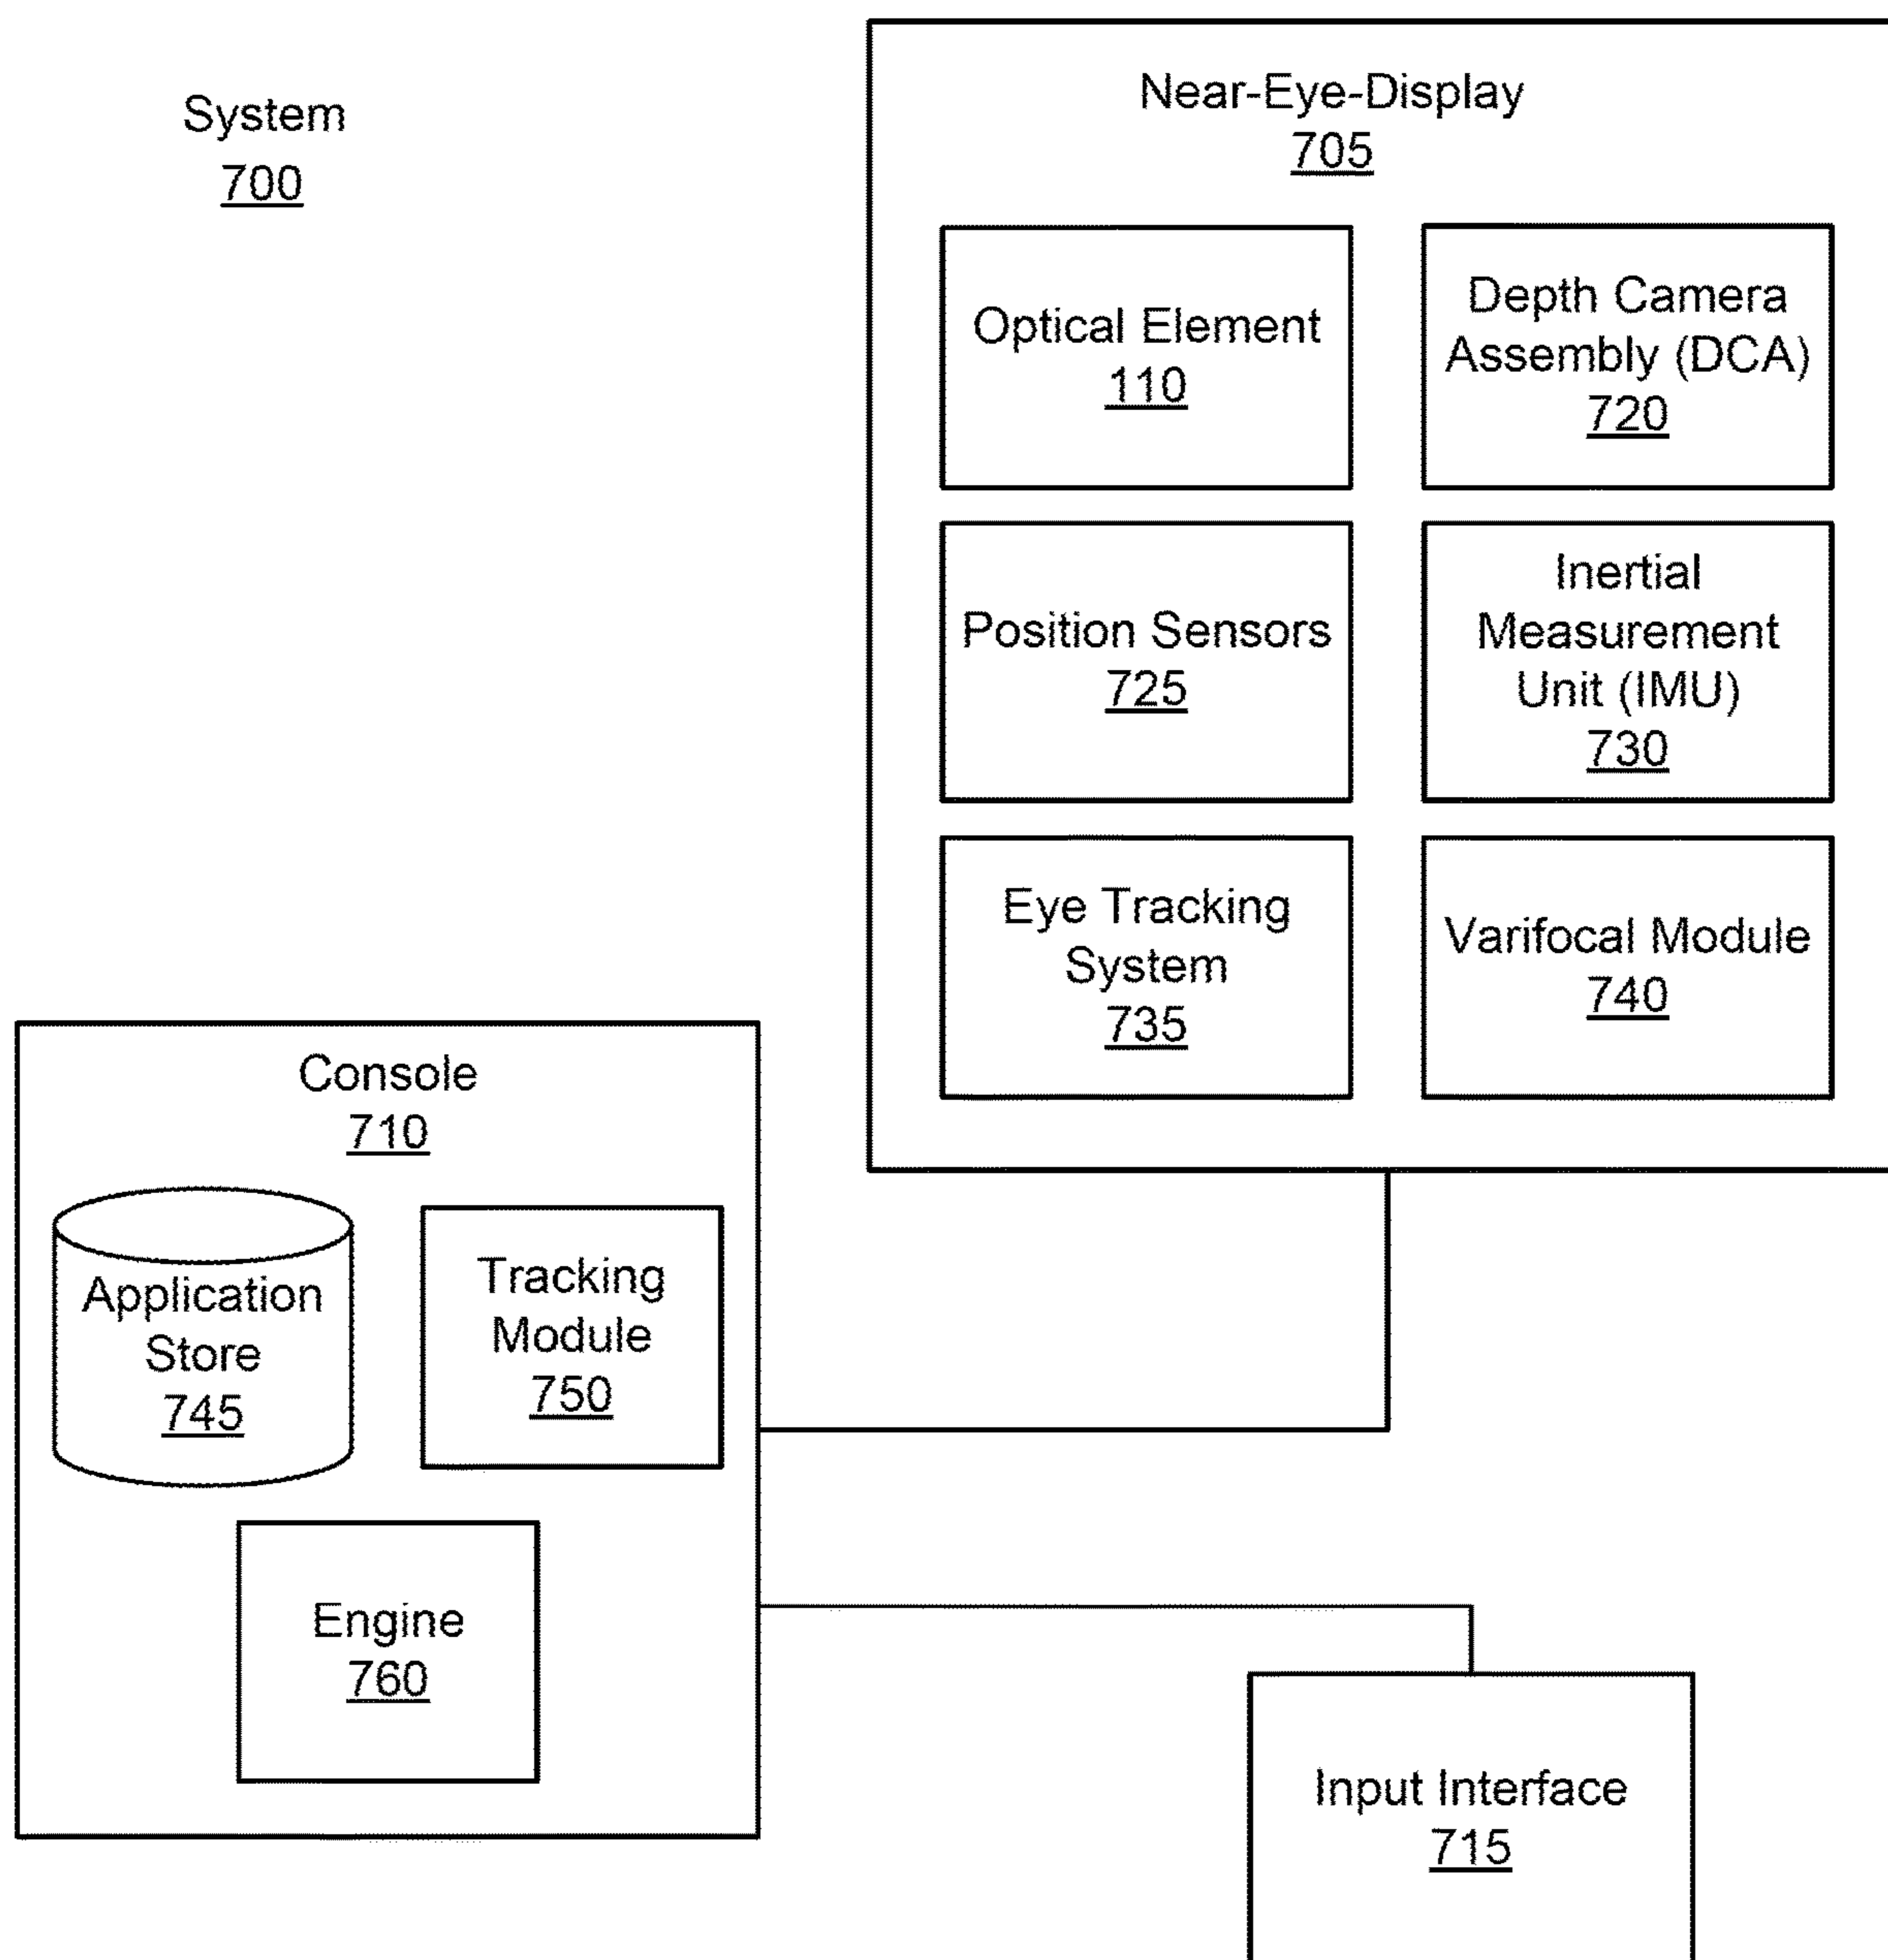 System
700
Near-Eye-Display
705
Optical Element
110
Depth Camera
Assembly (DCA)
720
Position Sensors
725
Inertial
Measurement
Unit (IMU)
730
Eye Tracking
System
735
Varifocal Module
740
Console
710
Application
Store
745
Tracking
Module
750
Engine
760
Input Interface
715